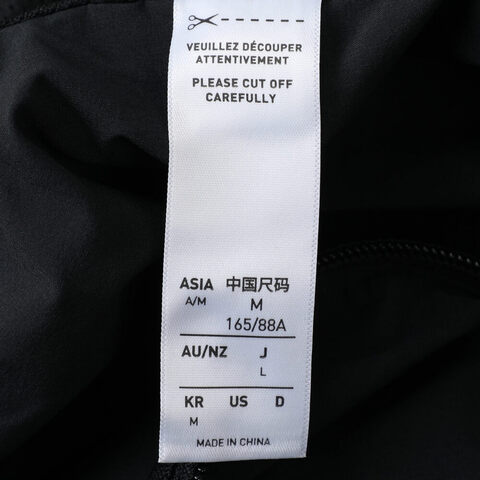 VEUILLEZ DÉCOUPER
ATTENTIVEMENT
PLEASE CUT OFF
CAREFULLY
ASIA 中国尺码
A/M M
165/88A
AU/NZ J
L
KR US D
M
MADE IN CHINA